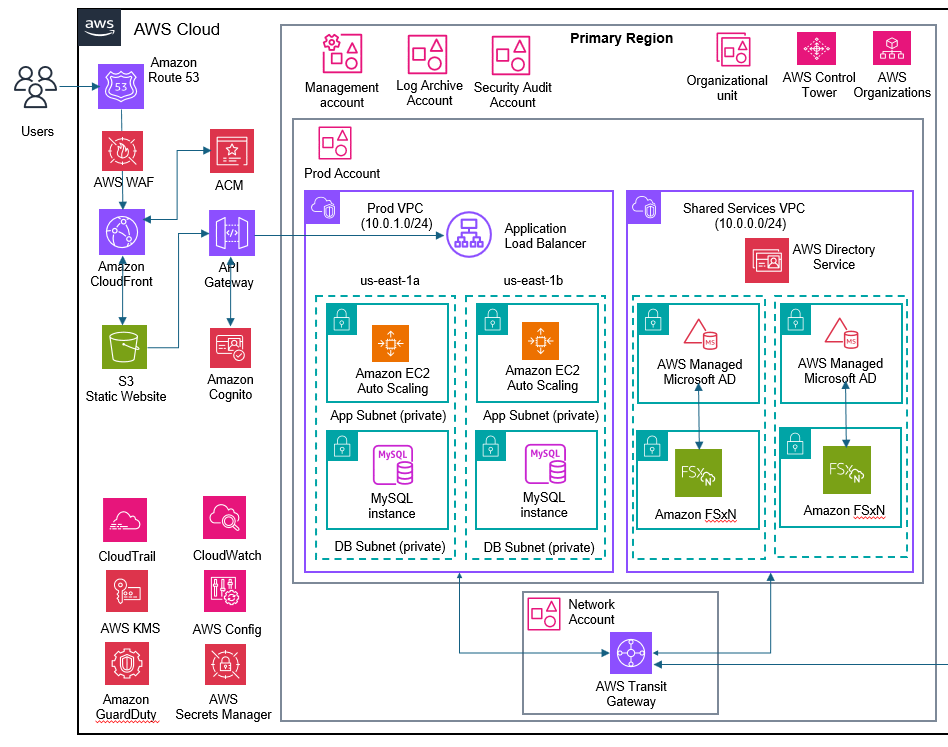 aws
AWS Cloud
Primary Region
Users
Amazon
Route 53
53
AWS WAF
ACM
Amazon
CloudFront
API
Gateway
S3
Static Website
Amazon
Cognito
CloudTrail
CloudWatch
AWS KMS
AWS Config
Amazon
GuardDuty
AWS
Secrets Manager
Management
account
Log Archive
Account
Security Audit
Account
Organizational
unit
AWS Control
Tower
AWS
Organizations
Prod Account
Prod VPC
(10.0.1.0/24)
Application
Load Balancer
us-east-1a
us-east-1b
Amazon EC2
Auto Scaling
Amazon EC2
Auto Scaling
App Subnet (private)
App Subnet (private)
MySQL
MySQL
instance
MySQL
MySQL
instance
DB Subnet (private)
DB Subnet (private)
Shared Services VPC
(10.0.0.0/24)
AWS Directory
Service
MS
AWS Managed
Microsoft AD
MS
AWS Managed
Microsoft AD
FSx N
Amazon FSxN
FSx N
Amazon FSxN
Network
Account
AWS Transit
Gateway